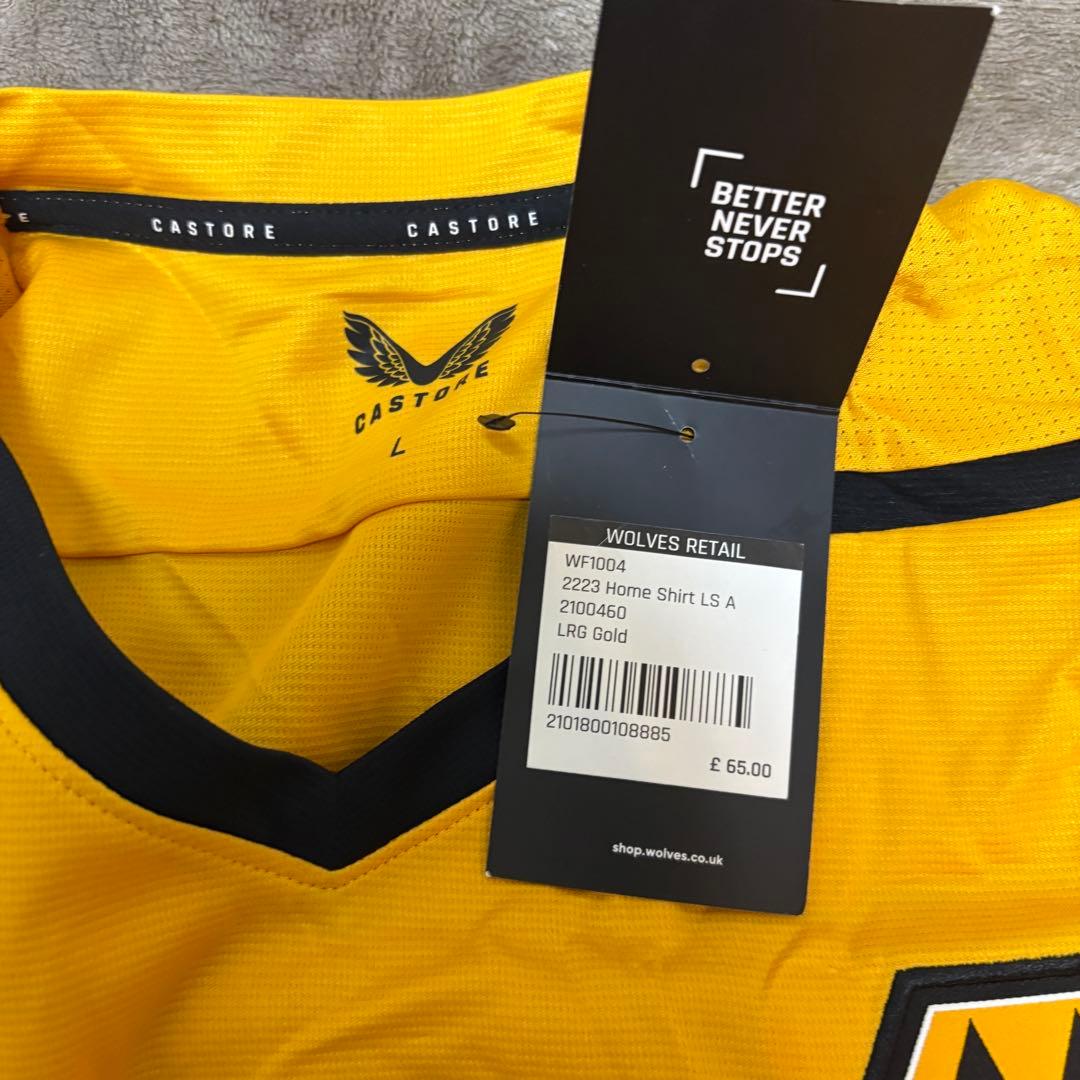 E
CASTORE
CASTORE
CASTORE
L
BETTER
NEVER
STOPS
WOLVES RETAIL
WF1004
2223 Home Shirt LS A
2100460
LRG Gold
2101800108885
£ 65.00
shop.wolves.co.uk